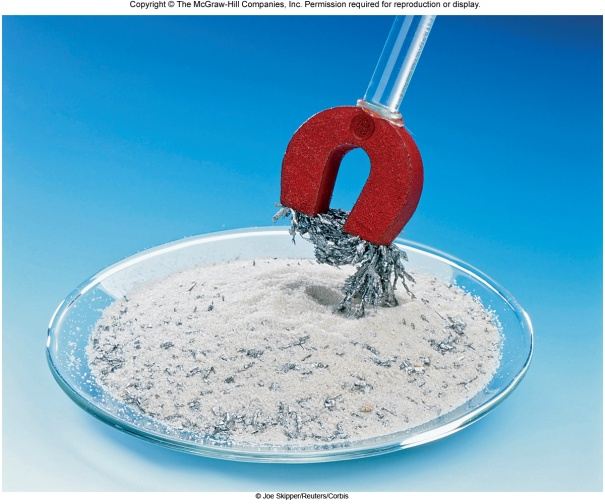 Copyright © The McGraw-Hill Companies, Inc. Permission required for reproduction or display.
© Joe Skipper/Reuters/Corbis